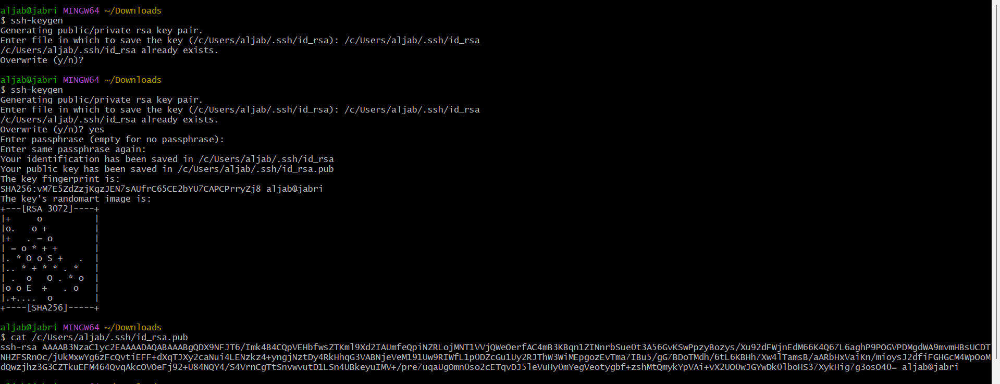 aljab@jabri MINGW64 ~/Downloads
$ ssh-keygen
Generating public/private rsa key pair.
Enter file in which to save the key (/c/Users/aljab/.ssh/id_rsa): /c/Users/aljab/.ssh/id_rsa
/c/Users/aljab/.ssh/id_rsa already exists.
Overwrite (y/n)?

aljab@jabri MINGW64 ~/Downloads
$ ssh-keygen
Generating public/private rsa key pair.
Enter file in which to save the key (/c/Users/aljab/.ssh/id_rsa): /c/Users/aljab/.ssh/id_rsa
/c/Users/aljab/.ssh/id_rsa already exists.
Overwrite (y/n)? yes
Enter passphrase (empty for no passphrase):
Enter same passphrase again:
Your identification has been saved in /c/Users/aljab/.ssh/id_rsa
Your public key has been saved in /c/Users/aljab/.ssh/id_rsa.pub
The key fingerprint is:
SHA256:vM7E5ZdZzjKgzJEN7sAUfrC65CE2bYU7CAPCPrryZj8 aljab@jabri
The key's randomart image is:
+---[RSA 3072]----+
|+     o          |
|o.   o +         |
|+   . = o        |
| = o * + +       |
|. * O o S +   .  |
|.. * + * * . *   |
| .  o   O . * o  |
|o o E  +   . o   |
|.+....  o        |
+----[SHA256]-----+

aljab@jabri MINGW64 ~/Downloads
$ cat /c/Users/aljab/.ssh/id_rsa.pub
ssh-rsa AAAAB3NzaC1yc2EAAAADAQABAAABgQDX9NFJT6/Imk4B4CQpVEHbfwsZTKml9Xd2IAUmfeQpiNZRLojMNT1VVjQWeOerfAC4mB3KBqn1ZINnrbSue0t3A56GvKSwPpzyBozys/Xu92dFWjnEdM66K4Q67L6aghP9POGVPDMgdWA9mvmHBsUCDT
NHZFSRnOc/jUkMxwYg6zFcQvtiEFF+dXqTJXy2caNui4LENzkz4+yngjNztDy4RkHhqG3VABNjeVeM191Uw9RIWfL1p0DZcGu1Uy2RJThW3WiMEpgozEvTma7IBu5/gG7BDoTMdh/6tL6KBHh7Xw4lTamsB/aARbHxVaiKn/mioysJ2dfiFGHGcM4WpOoM
dQwzjhz3G3CZTkuEFM464QvqAkcOVOeFj92+U84NQY4/S4VrnCgTtSnvwvutD1LSn4UBkeyuIMV+/pre7uqaUgOmnOso2cETqvDJ5leVuHy0mYegVeotygbf+zshMtQmykYpVAi+vX2UOOwJGYwDk0lboHS37XykHig7g3osO4O= aljab@jabri